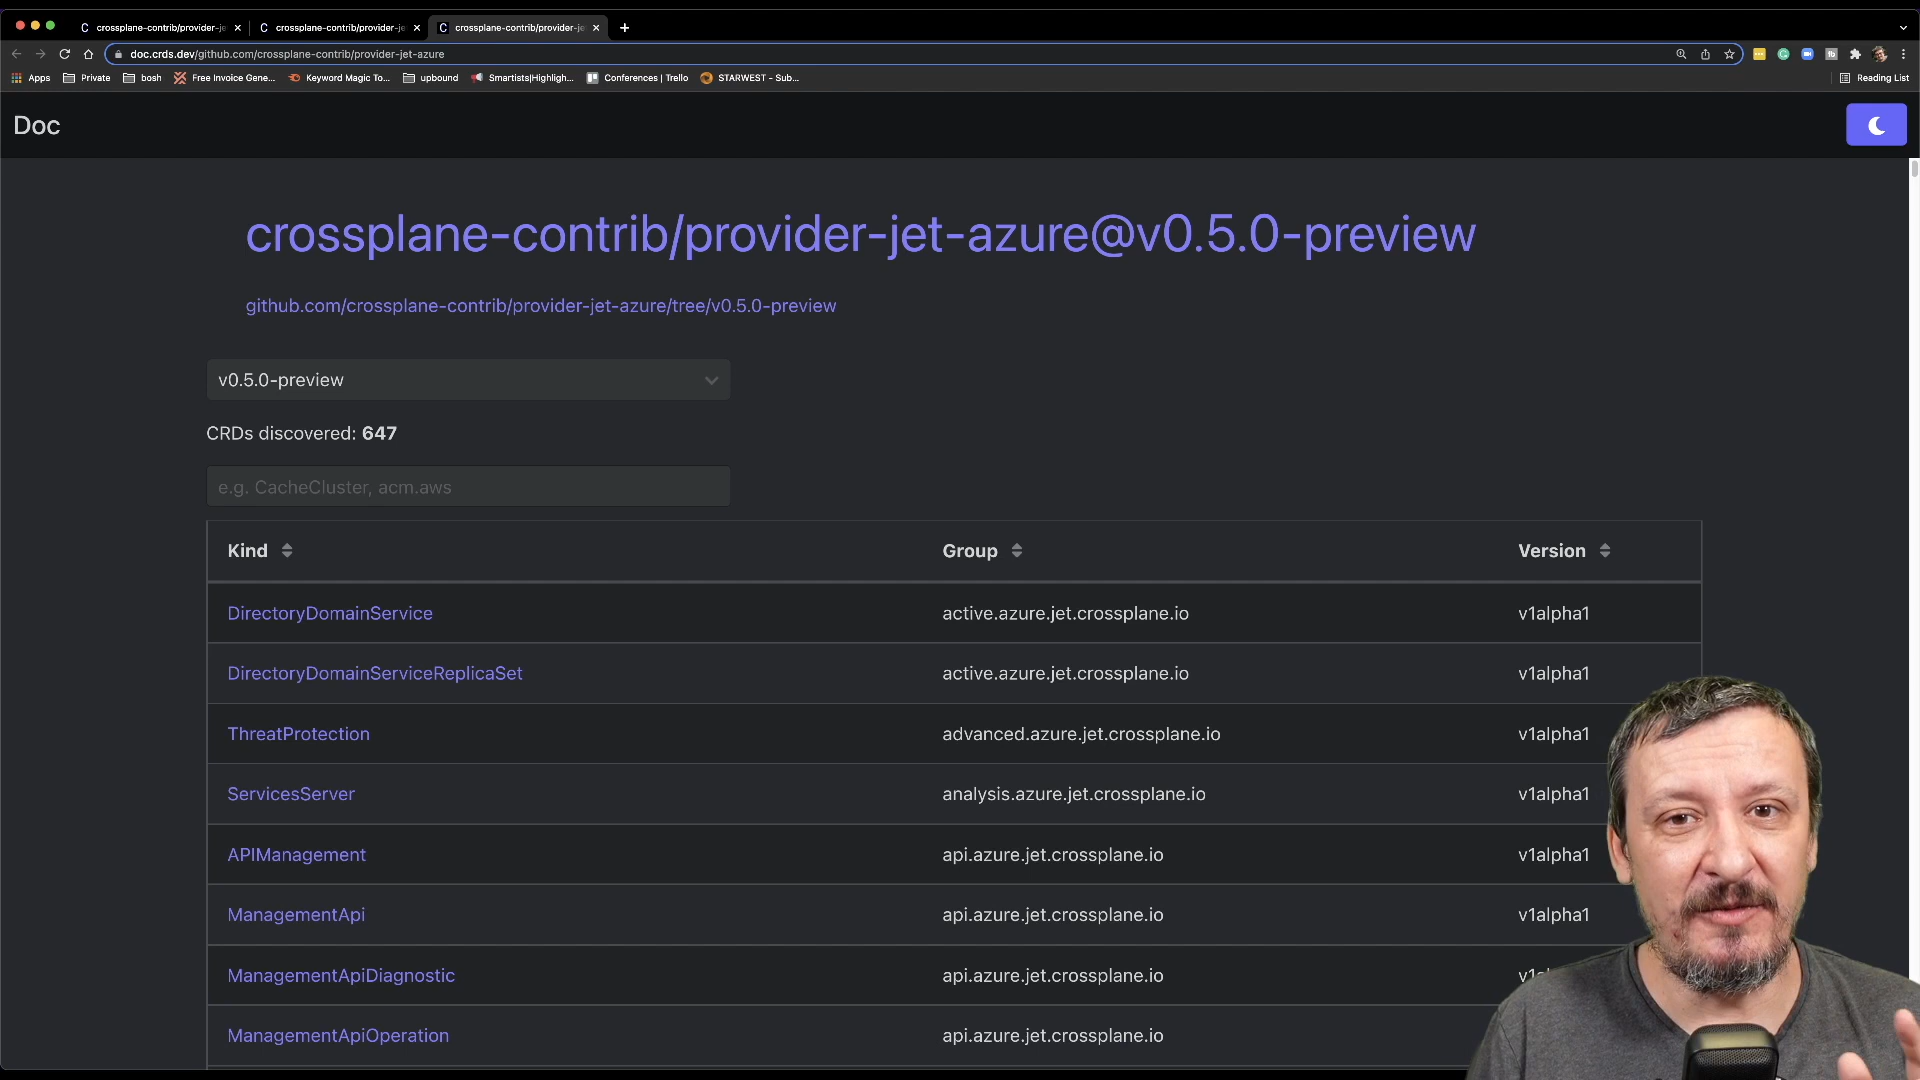 crossplane-contrib/provider-je
crossplane-contrib/provider-je
crossplane-contrib/provider-je
doc.crds.dev/github.com/crossplane-contrib/provider-jet-azure
Apps Private bosh Free Invoice Gene... Keyword Magic To... upbound Smartists|Highligh... Conferences | Trello STARWEST - Sub... Reading List
Doc
crossplane-contrib/provider-jet-azure@v0.5.0-preview
github.com/crossplane-contrib/provider-jet-azure/tree/v0.5.0-preview
v0.5.0-preview
CRDs discovered: 647
e.g. CacheCluster, acm.aws
Kind Group Version
DirectoryDomainService active.azure.jet.crossplane.io v1alpha1
DirectoryDomainServiceReplicaSet active.azure.jet.crossplane.io v1alpha1
ThreatProtection advanced.azure.jet.crossplane.io v1alpha1
ServicesServer analysis.azure.jet.crossplane.io v1alpha1
APIManagement api.azure.jet.crossplane.io v1alpha1
ManagementApi api.azure.jet.crossplane.io v1alpha1
ManagementApiDiagnostic api.azure.jet.crossplane.io
ManagementApiOperation api.azure.jet.crossplane.io